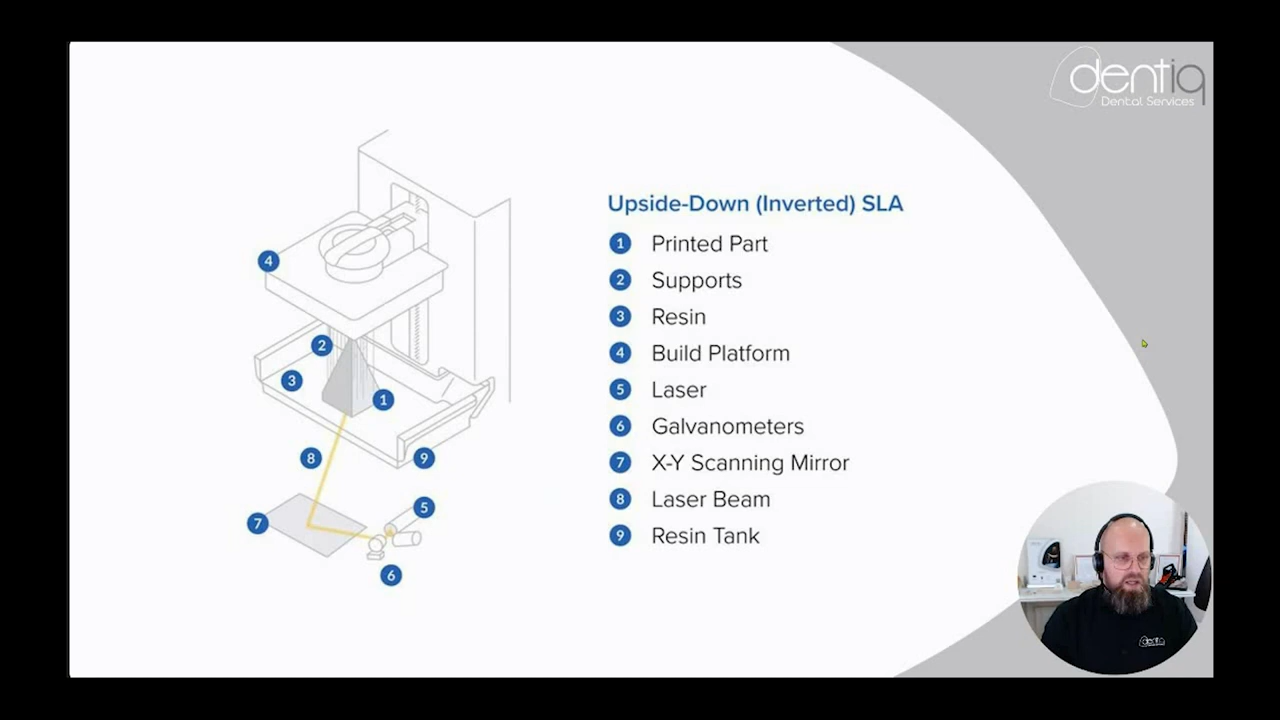 dentiq
Dental Services
Upside-Down (Inverted) SLA
1 Printed Part
2 Supports
3 Resin
4 Build Platform
5 Laser
6 Galvanometers
7 X-Y Scanning Mirror
8 Laser Beam
9 Resin Tank
4
2
3
1
8
9
5
7
6
dentiq